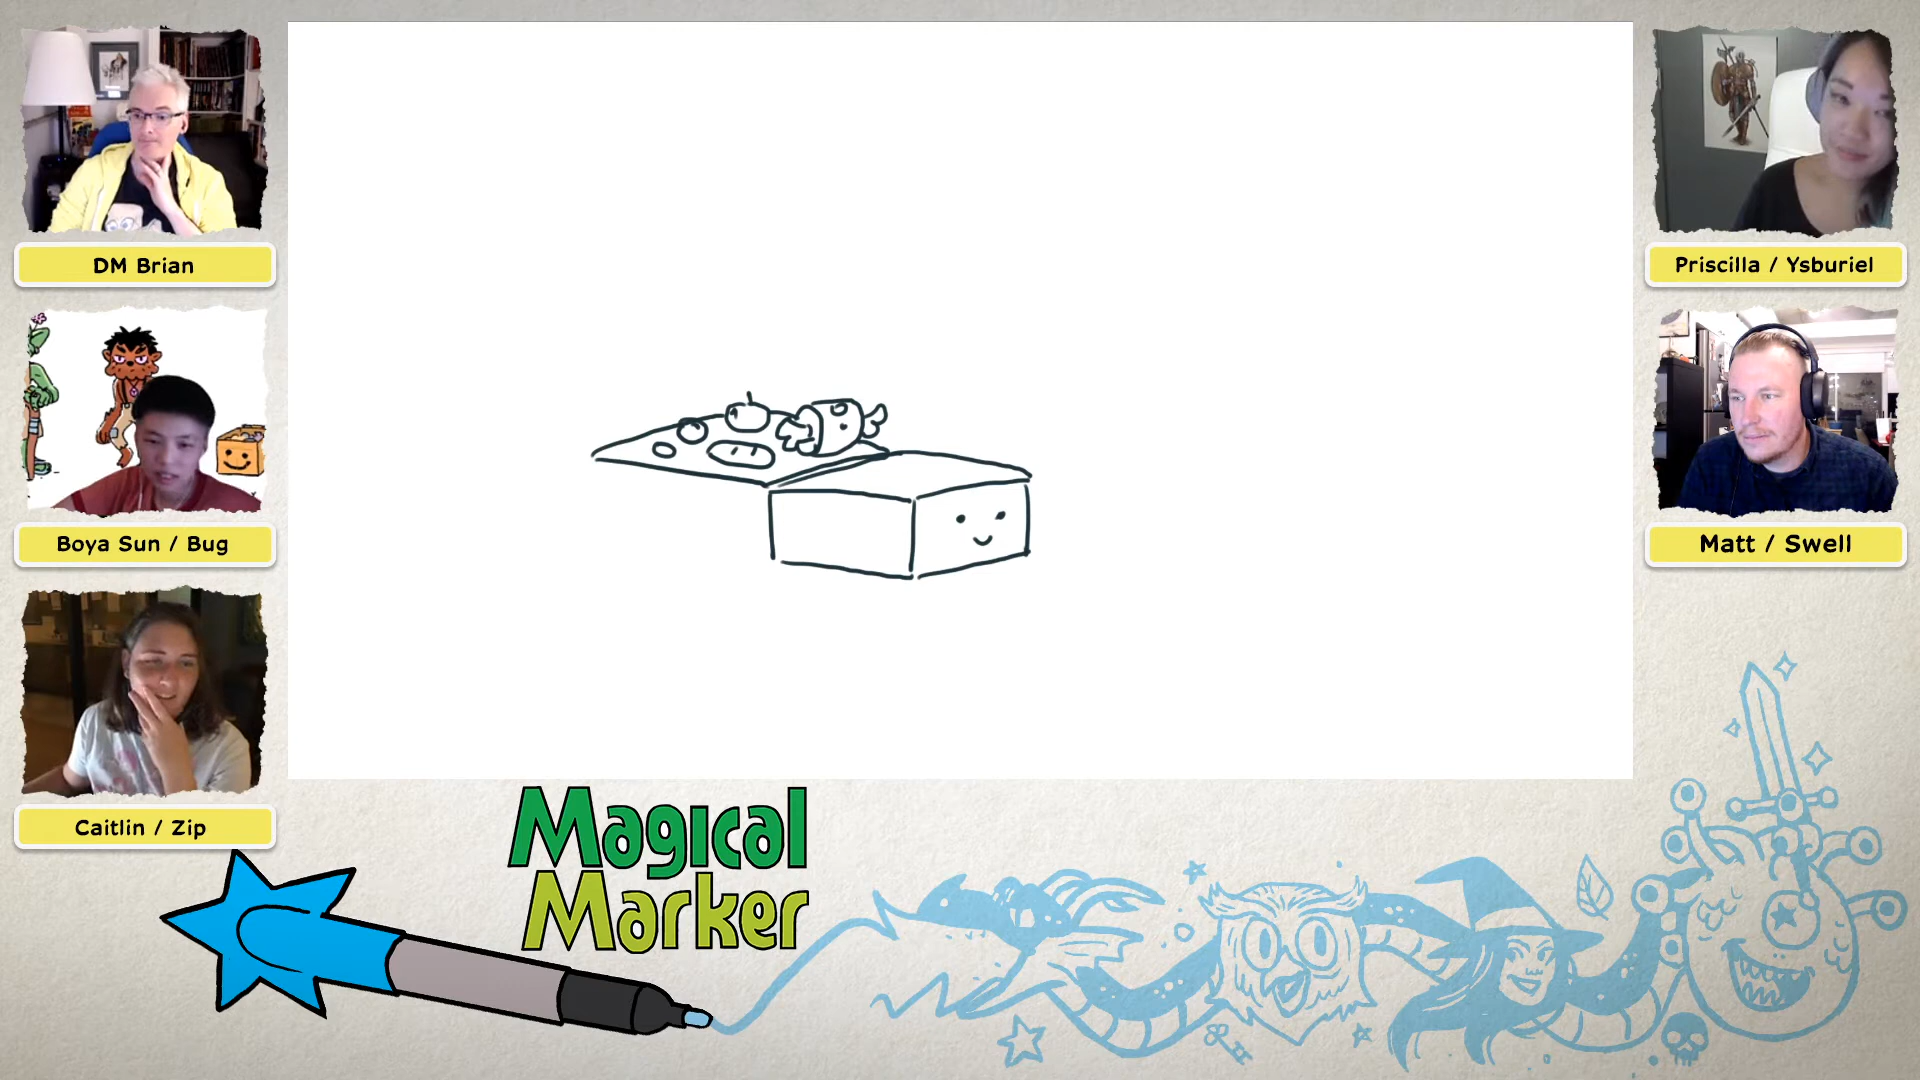 DM Brian
Priscilla / Ysburiel
Boya Sun / Bug
Matt / Swell
Caitlin / Zip
Magical
Marker